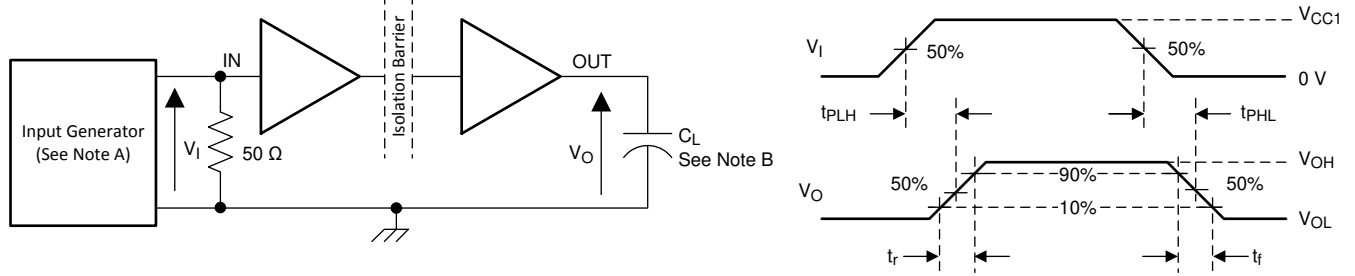 Input Generator
(See Note A)
V_I
IN
50 Ω
Isolation Barrier
OUT
V_O
C_L
See Note B
V_I
50%
50%
V_CC1
0 V
t_PLH
t_PHL
V_O
50%
90%
10%
50%
V_OH
V_OL
t_r
t_f